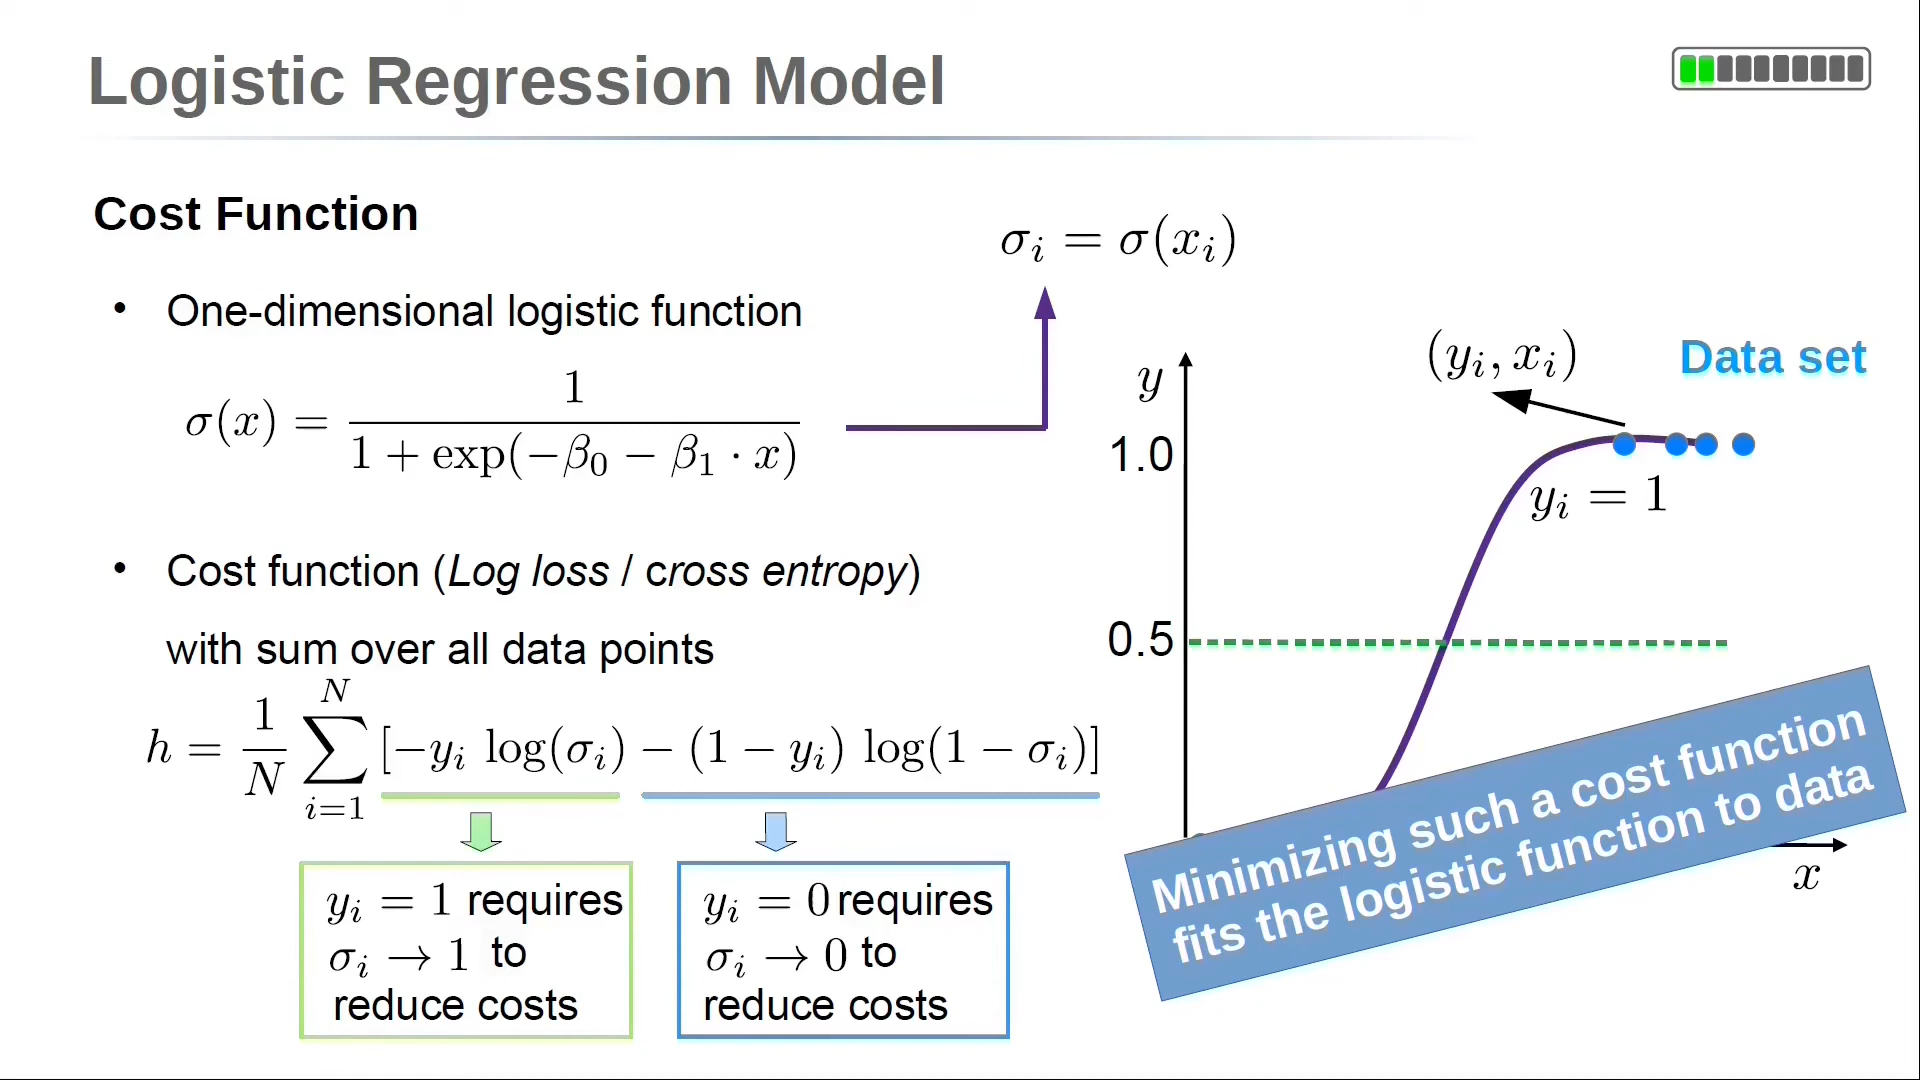 Logistic Regression Model
Cost Function
σᵢ = σ(xᵢ)
• One-dimensional logistic function
σ(x) = 1 / (1 + exp(−β₀ − β₁ · x))
• Cost function (Log loss / cross entropy)
with sum over all data points
h = 1/N ∑ᵢ₌₁ᴺ [−yᵢ log(σᵢ) − (1 − yᵢ) log(1 − σᵢ)]
yᵢ = 1 requires
σᵢ → 1 to
reduce costs
yᵢ = 0 requires
σᵢ → 0 to
reduce costs
(yᵢ, xᵢ)
Data set
y
1.0
yᵢ = 1
0.5
Minimizing such a cost function
fits the logistic function to data
x